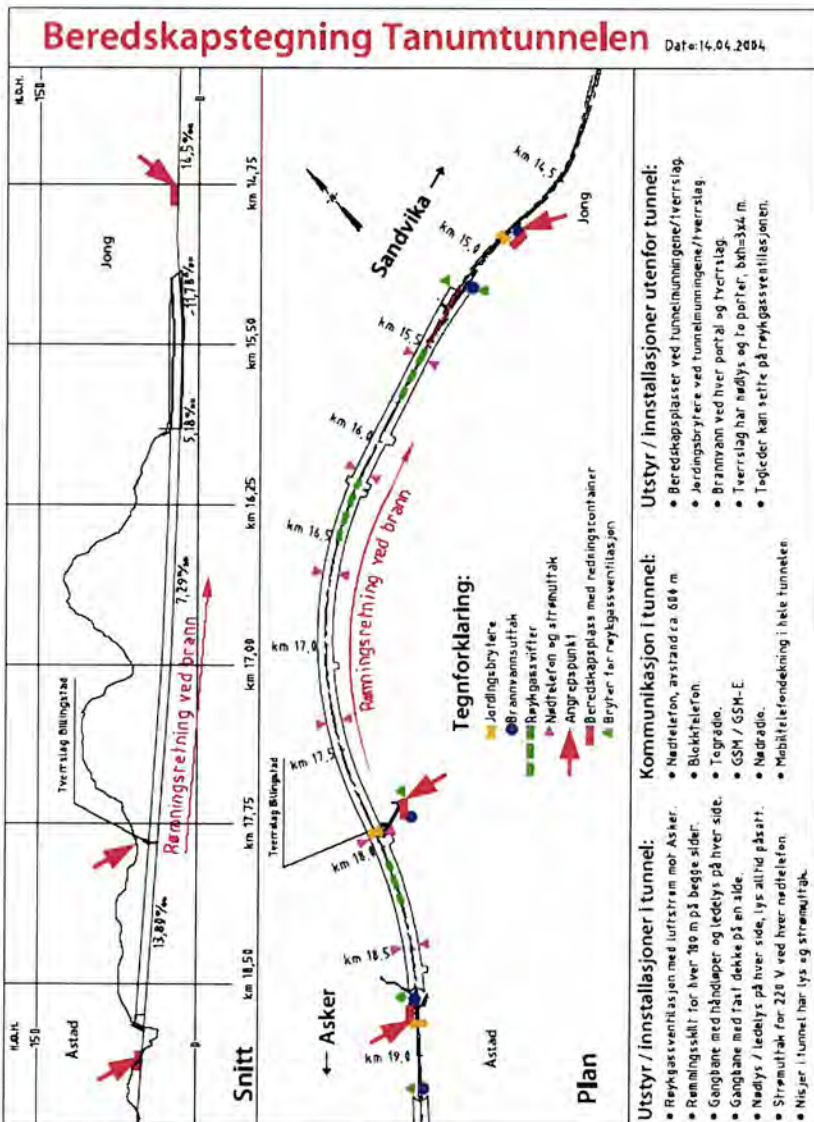 Beredskapstegning Tanumtunnelen
Dato:14.04.2004
H.O.H.
150
0
Jong
14,5‰
-11,78‰
5,18‰
7,29‰
13,80‰
Tverrslag Billingstad
Rømningsretning ved brann
H.O.H.
150
0
Åstad
km 14,75
km 15,50
km 16,25
km 17,00
km 17,75
km 18,50
Snitt
Sandvika →
km 14,5
Jong
km 15,0
km 15,5
km 16,0
km 16,5
km 17,0
km 17,5
km 18,0
km 18,5
km 19,0
Rømningsretning ved brann
Tverrslag Billingstad
← Asker
Åstad
Plan
Tegnforklaring:
Jordingsbrytere
Brannvannsuttak
Røykgassvifter
Nødtelefon og strømuttak
Angrepspunkt
Beredskapsplass med redningscontainer
Bryter for røykgassventilasjon
Utstyr / innstallasjoner i tunnel:
• Røykgassventilasjon med luftstrøm mot Asker.
• Rømmingsskilt for hver 100 m på begge sider.
• Gangbane med håndløper og ledelys på hver side.
• Gangbane med fast dekke på en side.
• Nødlys / ledelys på hver side, lys alltid påsatt.
• Strømuttak for 220 V ved hver nødtelefon.
• Nisjer i tunnel har lys og strømuttak.
Kommunikasjon i tunnel:
• Nødtelefon, avstand ca. 600 m
• Blokktelefon.
• Togradio.
• GSM / GSM-E.
• Nødradio.
• Mobiltelefondekning i hele tunnelen.
Utstyr / innstallasjoner utenfor tunnel:
• Beredskapsplasser ved tunnelmunningene/tverrslag.
• Jordingsbrytere ved tunnelmunningene/tverrslag.
• Brannvann ved hver portal og tverrslag.
• Tverrslag har nødlys og to porter, bxh=3x4 m.
• Togleder kan sette på røykgassventilasjonen.